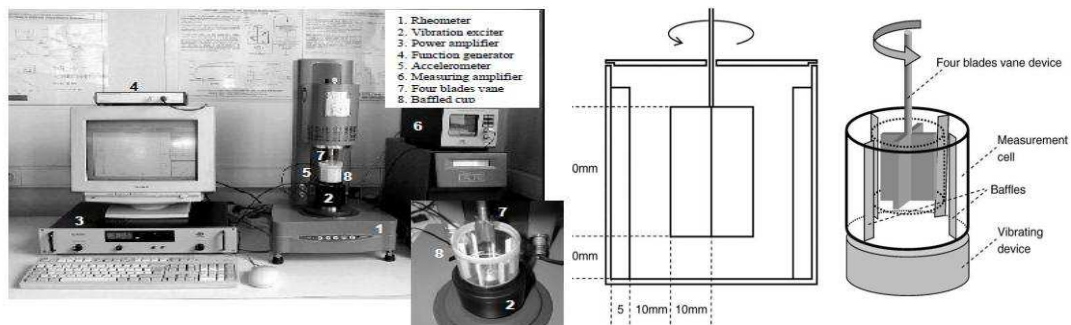 1. Rheometer
2. Vibration exciter
3. Power amplifier
4. Function generator
5. Accelerometer
6. Measuring amplifier
7. Four blades vane
8. Baffled cup
4
6
7
5
8
2
3
1
7
8
2
0mm
0mm
5 10mm 10mm
Four blades vane device
Measurement
cell
Baffles
Vibrating
device